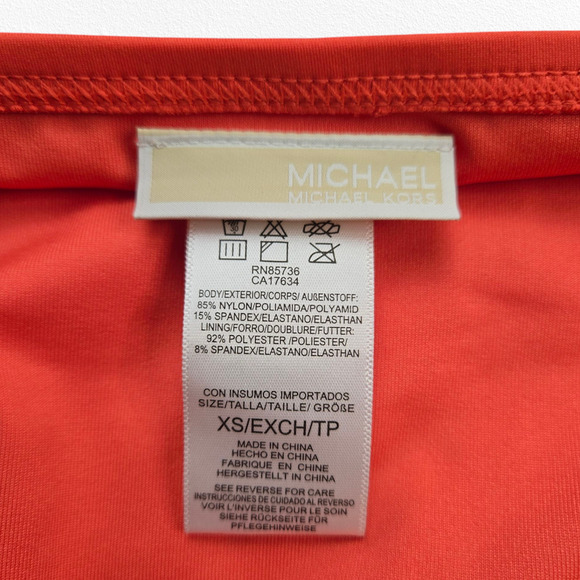 MICHAEL
MICHAEL KORS
RN85736
CA17634
BODY/EXTERIOR/CORPS/ AUßENSTOFF:
85% NYLON/POLIAMIDA/POLYAMID
15% SPANDEX/ELASTANO/ELASTHAN
LINING/FORRO/DOUBLURE/FUTTER:
92% POLYESTER /POLIESTER/
8% SPANDEX/ELASTANO/ELASTHAN
CON INSUMOS IMPORTADOS
SIZE/TALLA/TAILLE/ GRÖßE
XS/EXCH/TP
MADE IN CHINA
HECHO EN CHINA
FABRIQUE EN CHINE
HERGESTELLT IN CHINA
SEE REVERSE FOR CARE
INSTRUCCIONES DE CUIDADO AL REVERSO
VOIR L'INVERSE POUR LE SOIN
SIEHE RÜCKSEITE FÜR
PFLEGEHINWEISE